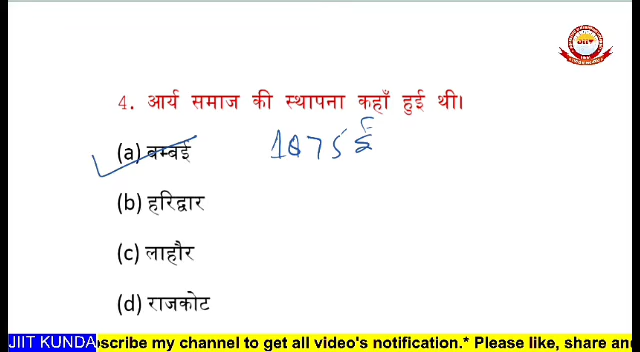 4. आर्य समाज की स्थापना कहाँ हुई थी।
(a) बम्बई 1875 ई
(b) हरिद्वार
(c) लाहौर
(d) राजकोट
JIIT KUNDA bscribe my channel to get all video's notification.* Please like, share and